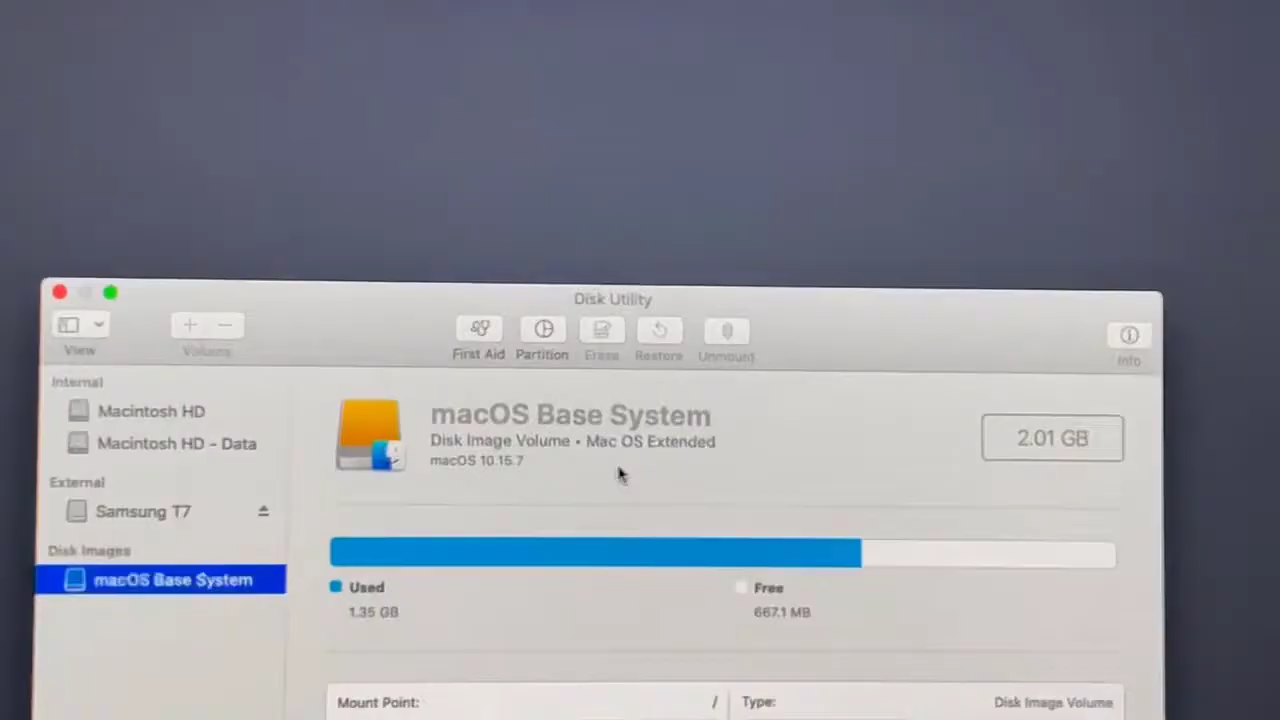 Disk Utility
View
Volume
First Aid
Partition
Erase
Restore
Unmount
Info
Internal
Macintosh HD
Macintosh HD - Data
External
Samsung T7
Disk Images
macOS Base System
macOS Base System
Disk Image Volume • Mac OS Extended
macOS 10.15.7
2.01 GB
Used
1.35 GB
Free
667.1 MB
Mount Point: /
Type: Disk Image Volume